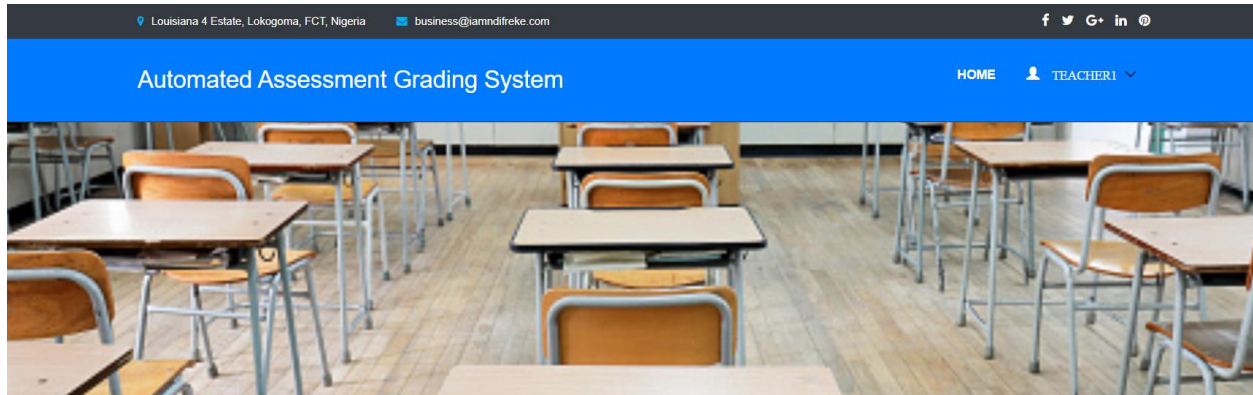 Louisiana 4 Estate, Lokogoma, FCT, Nigeria business@iamndifreke.com
Automated Assessment Grading System HOME TEACHER1